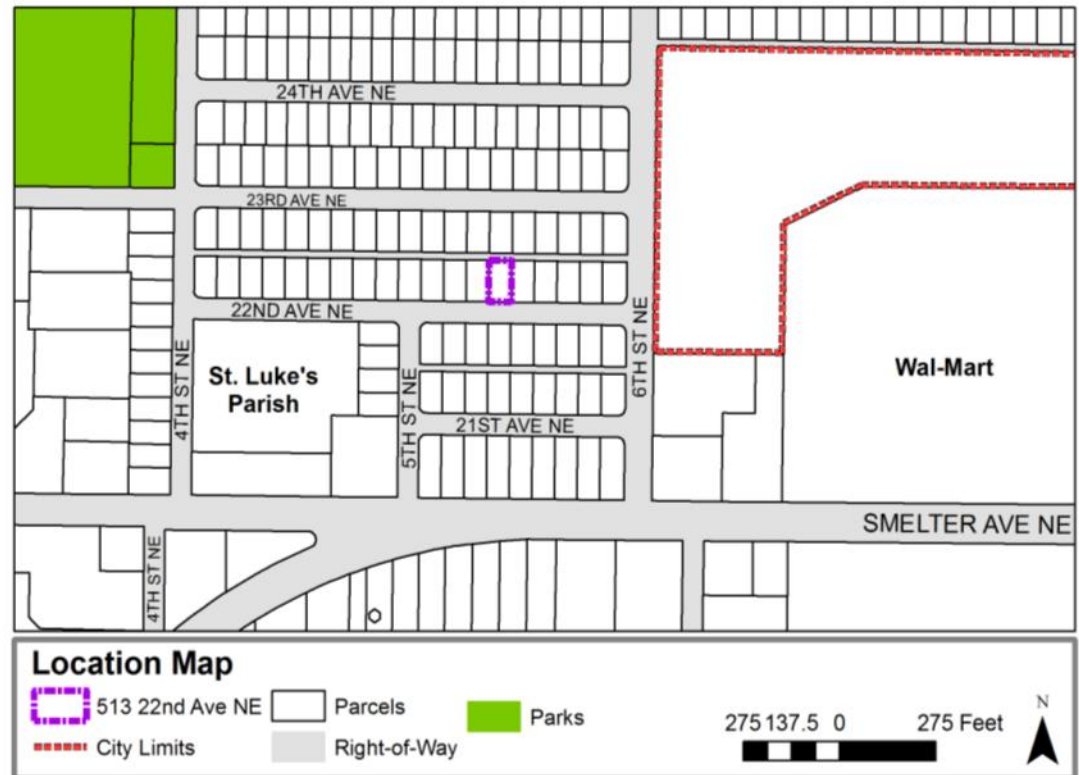 24TH AVE NE
23RD AVE NE
22ND AVE NE
4TH ST NE
St. Luke's
Parish
5TH ST NE
6TH ST NE
Wal-Mart
21ST AVE NE
SMELTER AVE NE
4TH ST NE
Location Map
513 22nd Ave NE
Parcels
Parks
City Limits
Right-of-Way
275 137.5 0 275 Feet
N